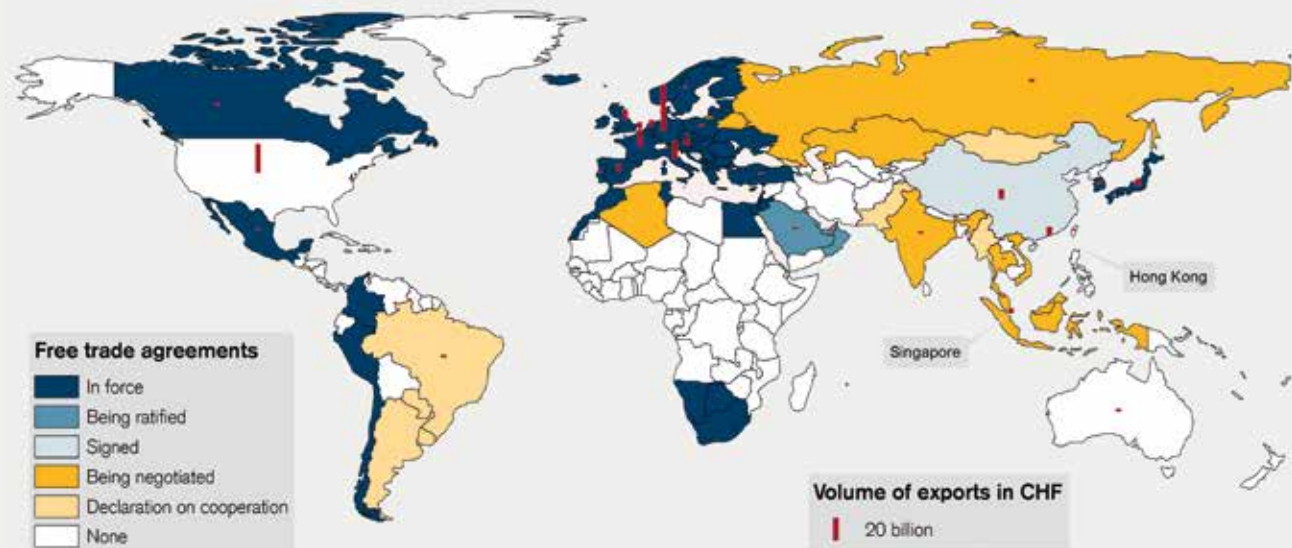 Hong Kong
Singapore
Free trade agreements
In force
Being ratified
Signed
Being negotiated
Declaration on cooperation
None
Volume of exports in CHF
20 billion